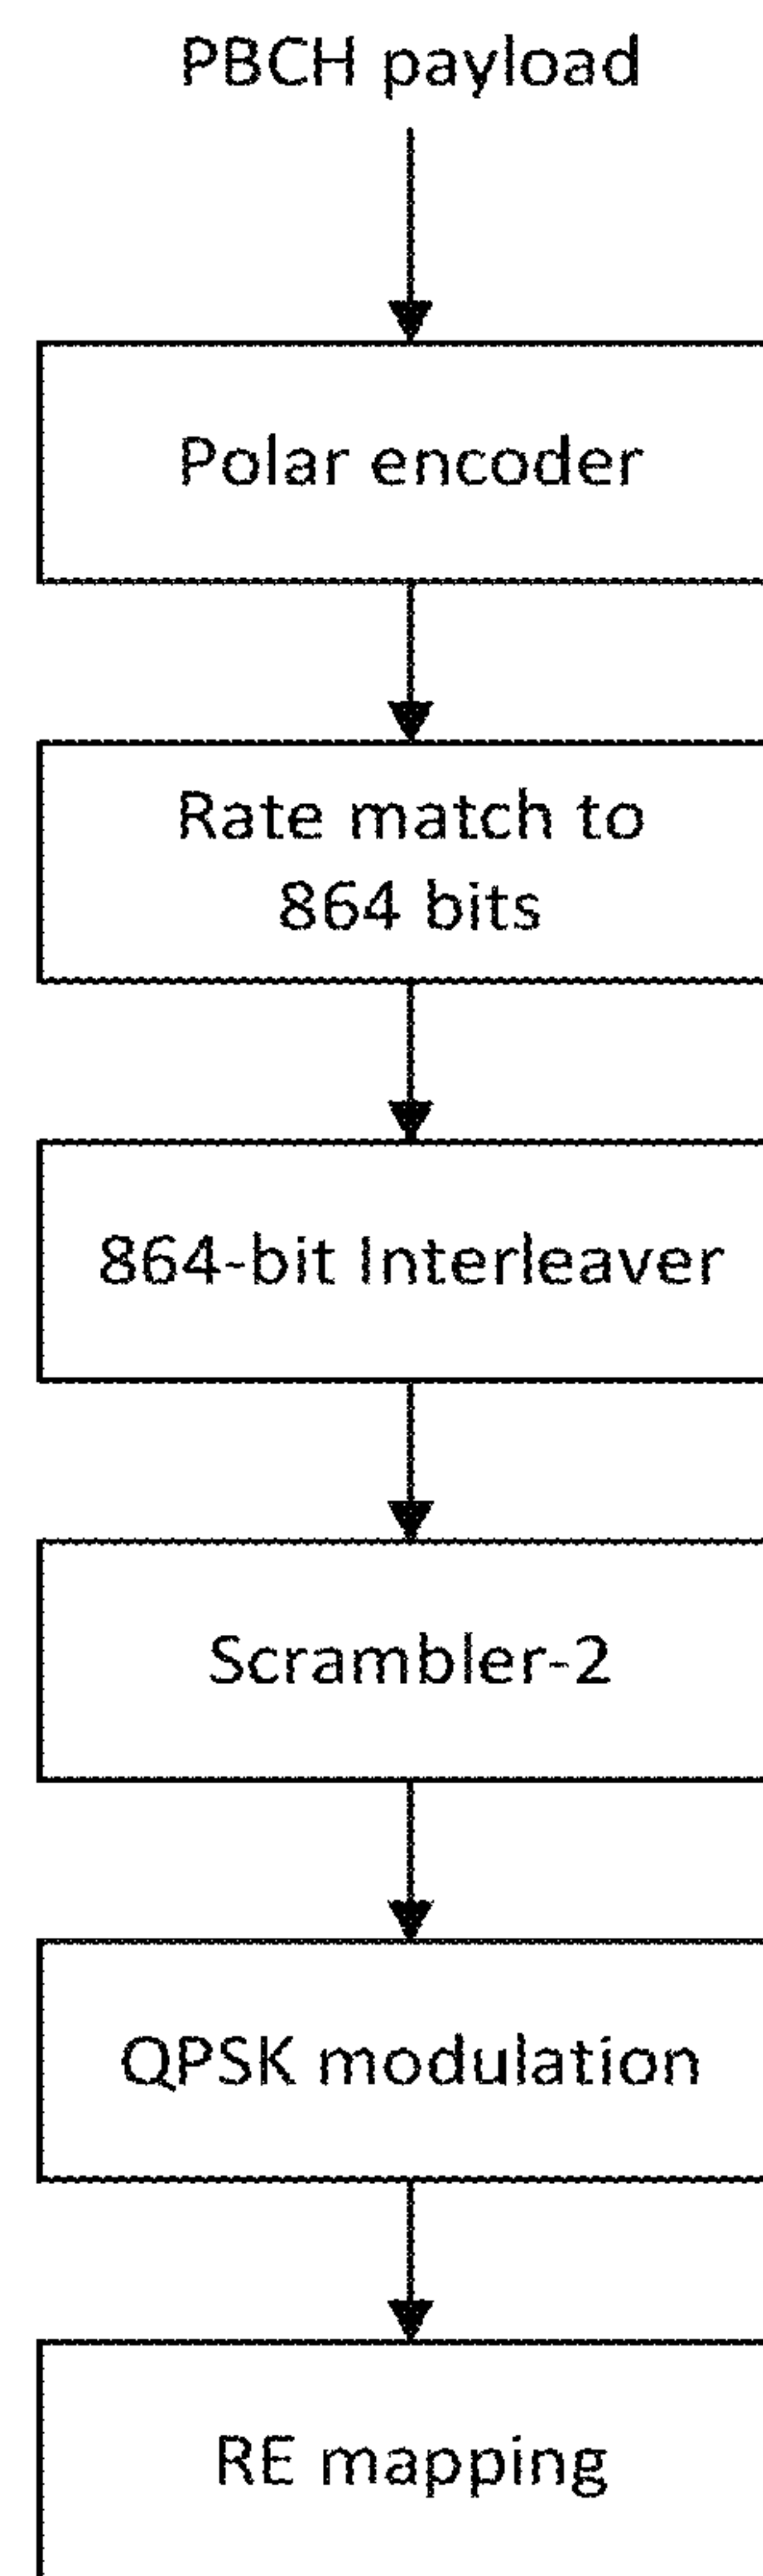 PBCH payload
Polar encoder
Rate match to
864 bits
864-bit Interleaver
Scrambler-2
QPSK modulation
RE mapping